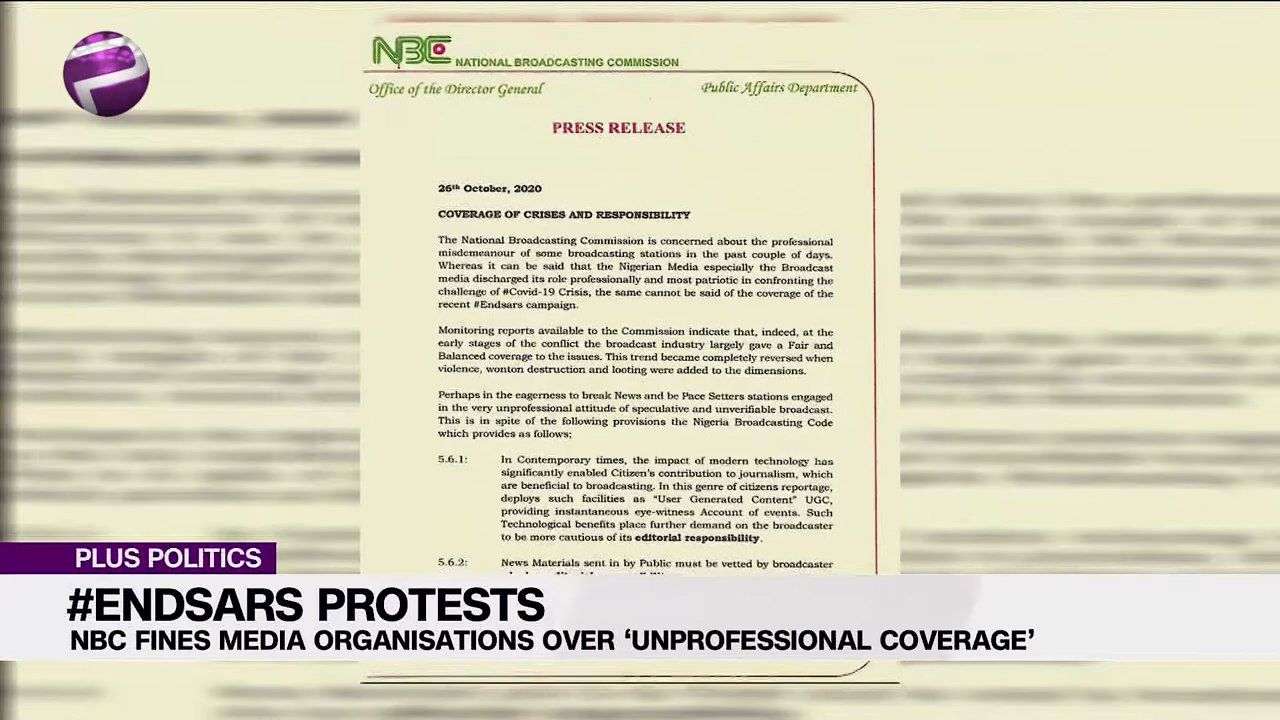 NBC NATIONAL BROADCASTING COMMISSION
Office of the Director General
Public Affairs Department
PRESS RELEASE
26th October, 2020
COVERAGE OF CRISES AND RESPONSIBILITY
The National Broadcasting Commission is concerned about the professional
misdemeanour of some broadcasting stations in the past couple of days.
Whereas it can be said that the Nigerian Media especially the Broadcast
media discharged its role professionally and most patriotic in confronting the
challenge of #Covid-19 Crisis, the same cannot be said of the coverage of the
recent #Endsars campaign.
Monitoring reports available to the Commission indicate that, indeed, at the
early stages of the conflict the broadcast industry largely gave a Fair and
Balanced coverage to the issues. This trend became completely reversed when
violence, wonton destruction and looting were added to the dimensions.
Perhaps in the eagerness to break News and be Pace Setters stations engaged
in the very unprofessional attitude of speculative and unverifiable broadcast.
This is in spite of the following provisions the Nigeria Broadcasting Code
which provides as follows;
5.6.1: In Contemporary times, the impact of modern technology has
significantly enabled Citizen's contribution to journalism, which
are beneficial to broadcasting. In this genre of citizens reportage,
deploys such facilities as "User Generated Content" UGC,
providing instantaneous eye-witness Account of events. Such
Technological benefits place further demand on the broadcaster
to be more cautious of its editorial responsibility.
5.6.2: News Materials sent in by Public must be vetted by broadcaster
PLUS POLITICS
#ENDSARS PROTESTS
NBC FINES MEDIA ORGANISATIONS OVER ‘UNPROFESSIONAL COVERAGE’